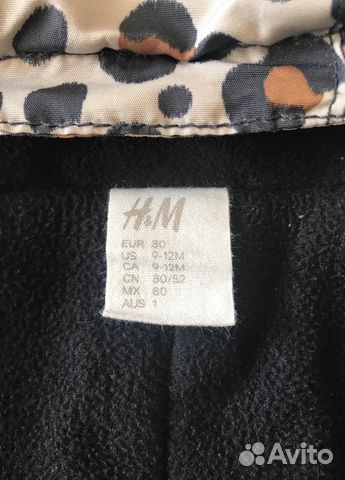 H&M
EUR 80
US 9-12M
CA 9-12M
CN 80/52
MX 80
AUS 1
Avito